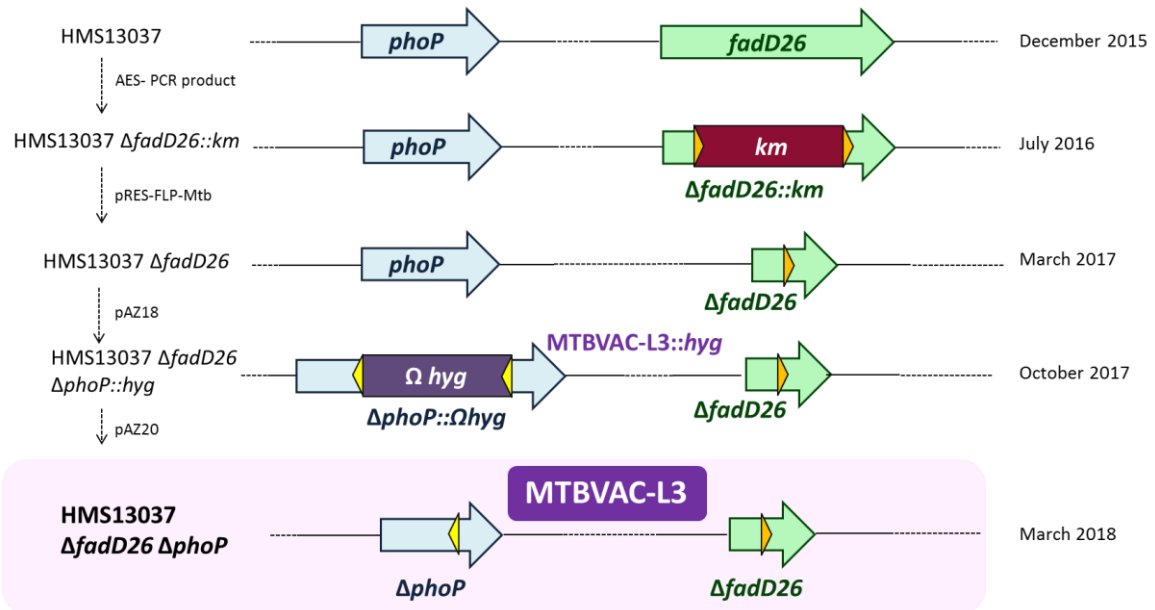 HMS13037
phoP
fadD26
December 2015
AES- PCR product
HMS13037 ΔfadD26::km
phoP
km
July 2016
ΔfadD26::km
pRES-FLP-Mtb
HMS13037 ΔfadD26
phoP
March 2017
ΔfadD26
pAZ18
MTBVAC-L3::hyg
HMS13037 ΔfadD26
ΔphoP::hyg
Ω hyg
October 2017
ΔphoP::Ωhyg
ΔfadD26
pAZ20
MTBVAC-L3
HMS13037
ΔfadD26 ΔphoP
March 2018
ΔphoP
ΔfadD26